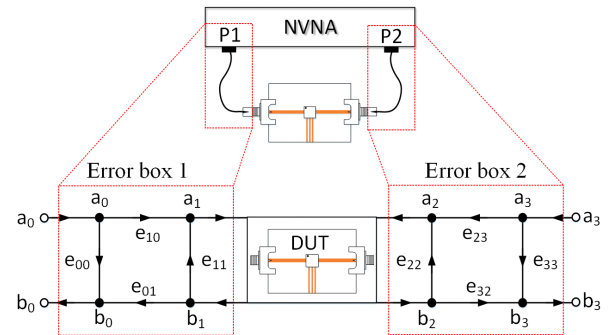 NVNA
P1 P2
Error box 1 Error box 2
a0 a1 a2 a3
a0 a3
e10 e23
DUT
e00 e11 e22 e33
e01 e32
b0 b3
b0 b1 b2 b3